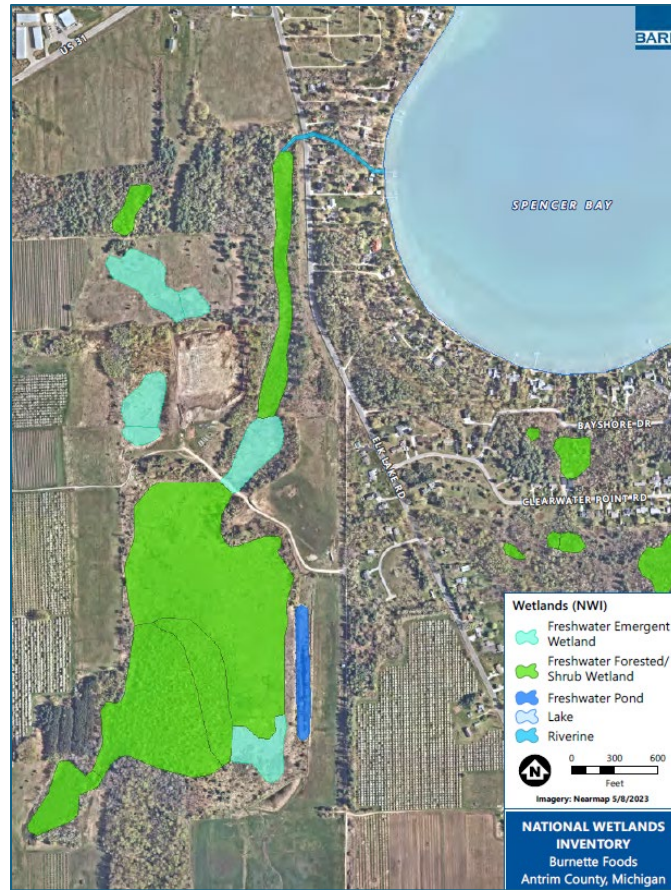 US 31
BARR
SPENCER BAY
BAYSHORE DR
ELK LAKE RD
CLEARWATER POINT RD
Wetlands (NWI)
Freshwater Emergent
Wetland
Freshwater Forested/
Shrub Wetland
Freshwater Pond
Lake
Riverine
N
0 300 600
Feet
Imagery: Nearmap 5/8/2023
NATIONAL WETLANDS
INVENTORY
Burnette Foods
Antrim County, Michigan